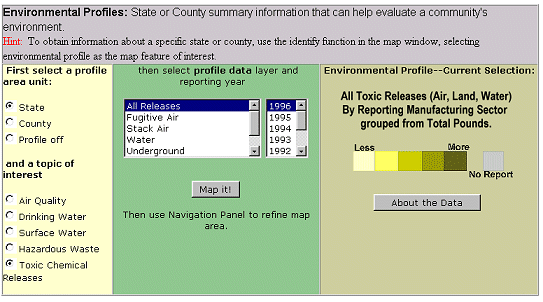 Environmental Profiles: State or County summary information that can help evaluate a community's
environment.
Hint: To obtain information about a specific state or county, use the identify function in the map window, selecting
environmental profile as the map feature of interest.
First select a profile
area unit:
State
County
Profile off
and a topic of
interest
Air Quality
Drinking Water
Surface Water
Hazardous Waste
Toxic Chemical
Releases
then select profile data layer and
reporting year
All Releases
Fugitive Air
Stack Air
Water
Underground
1996
1995
1994
1993
1992
Map it!
Then use Navigation Panel to refine map
area.
Environmental Profile--Current Selection:
All Toxic Releases (Air, Land, Water)
By Reporting Manufacturing Sector
grouped from Total Pounds.
Less More
No Report
About the Data